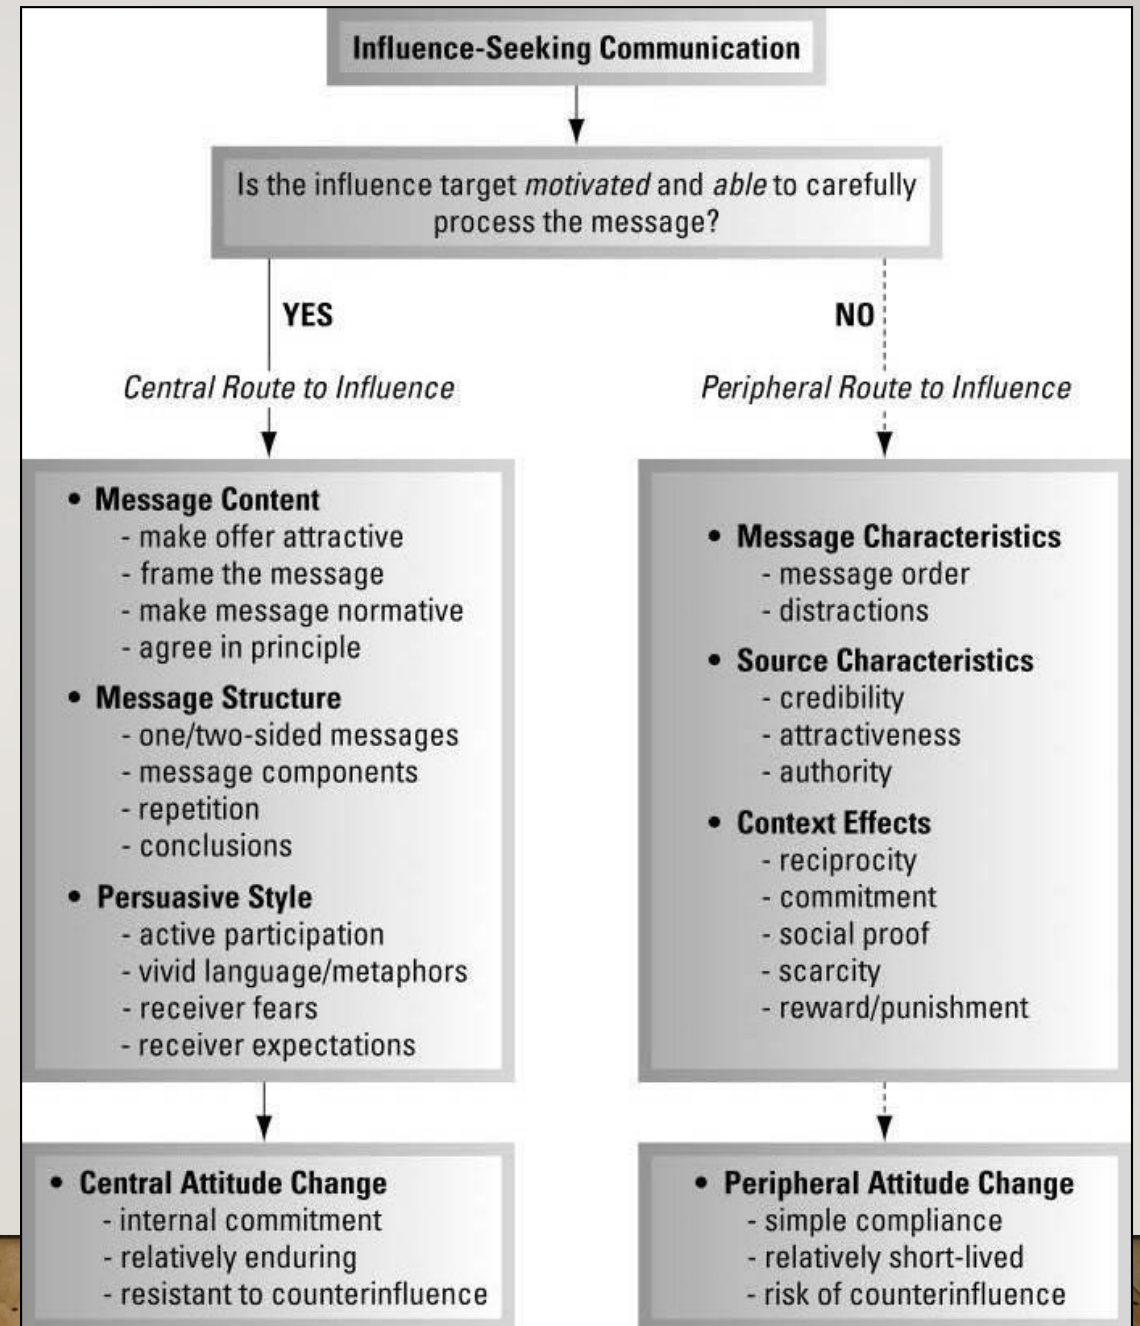 Influence-Seeking Communication
Is the influence target motivated and able to carefully
process the message?
YES
NO
Central Route to Influence
Peripheral Route to Influence
• Message Content
- make offer attractive
- frame the message
- make message normative
- agree in principle
• Message Structure
- one/two-sided messages
- message components
- repetition
- conclusions
• Persuasive Style
- active participation
- vivid language/metaphors
- receiver fears
- receiver expectations
• Message Characteristics
- message order
- distractions
• Source Characteristics
- credibility
- attractiveness
- authority
• Context Effects
- reciprocity
- commitment
- social proof
- scarcity
- reward/punishment
• Central Attitude Change
- internal commitment
- relatively enduring
- resistant to counterinfluence
• Peripheral Attitude Change
- simple compliance
- relatively short-lived
- risk of counterinfluence